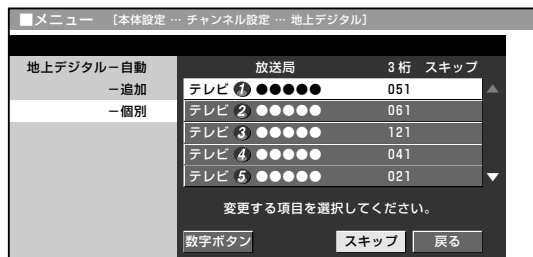 ■メニュー [本体設定 … チャンネル設定 … 地上デジタル]
地上デジタル－自動
－追加
－個別
放送局 3桁 スキップ
テレビ ❶ ●●●●● 051
テレビ ❷ ●●●●● 061
テレビ ❸ ●●●●● 121
テレビ ❹ ●●●●● 041
テレビ ❺ ●●●●● 021
変更する項目を選択してください。
数字ボタン スキップ 戻る